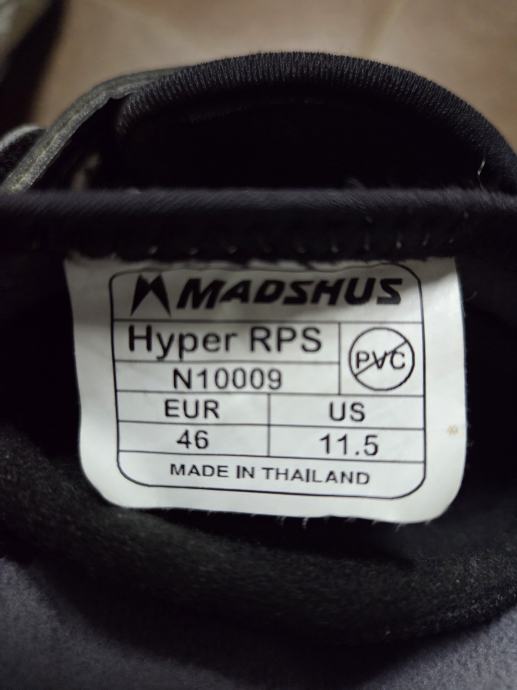 MADSHUS
Hyper RPS
PVC
N10009
EUR US
46 11.5
MADE IN THAILAND